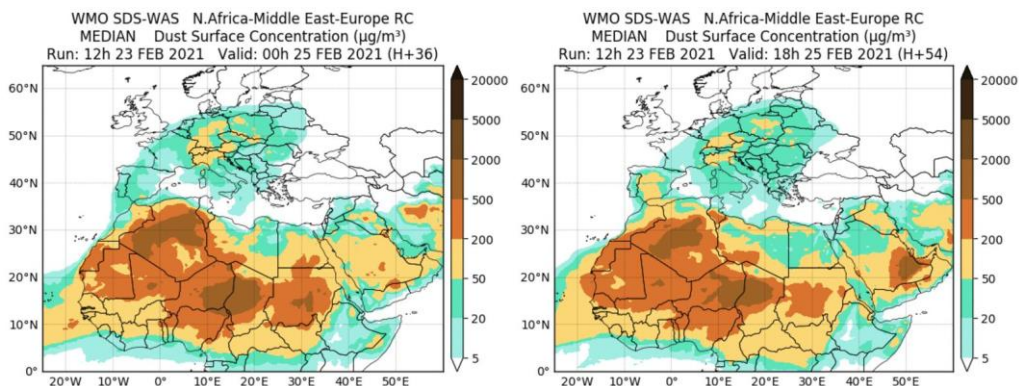 WMO SDS-WAS N.Africa-Middle East-Europe RC
MEDIAN Dust Surface Concentration (µg/m³)
Run: 12h 23 FEB 2021 Valid: 00h 25 FEB 2021 (H+36)
60°N
50°N
40°N
30°N
20°N
10°N
0°
20°W
10°W
0°
10°E
20°E
30°E
40°E
50°E
20000
5000
2000
500
200
50
20
5
WMO SDS-WAS N.Africa-Middle East-Europe RC
MEDIAN Dust Surface Concentration (µg/m³)
Run: 12h 23 FEB 2021 Valid: 18h 25 FEB 2021 (H+54)
60°N
50°N
40°N
30°N
20°N
10°N
0°
20°W
10°W
0°
10°E
20°E
30°E
40°E
50°E
20000
5000
2000
500
200
50
20
5